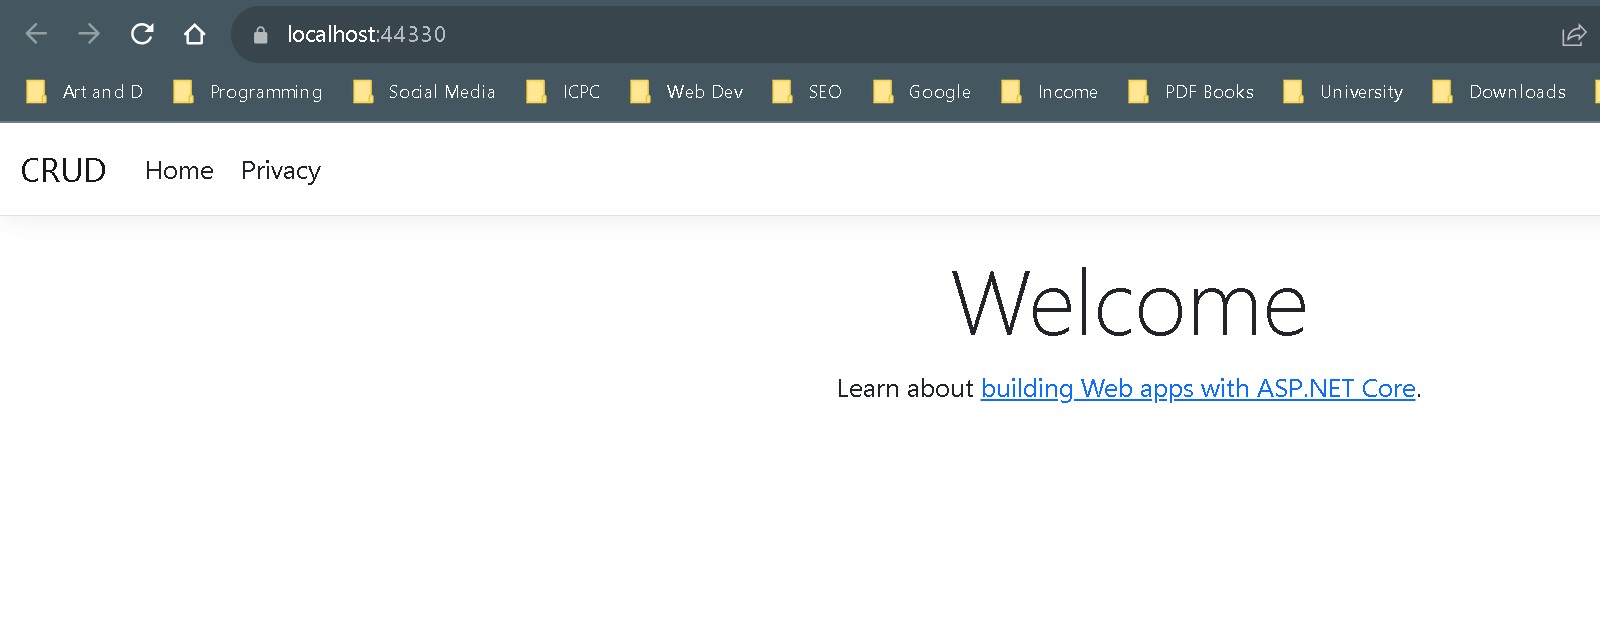 localhost:44330
Art and D Programming Social Media ICPC Web Dev SEO Google Income PDF Books University Downloads
CRUD Home Privacy
Welcome
Learn about building Web apps with ASP.NET Core.